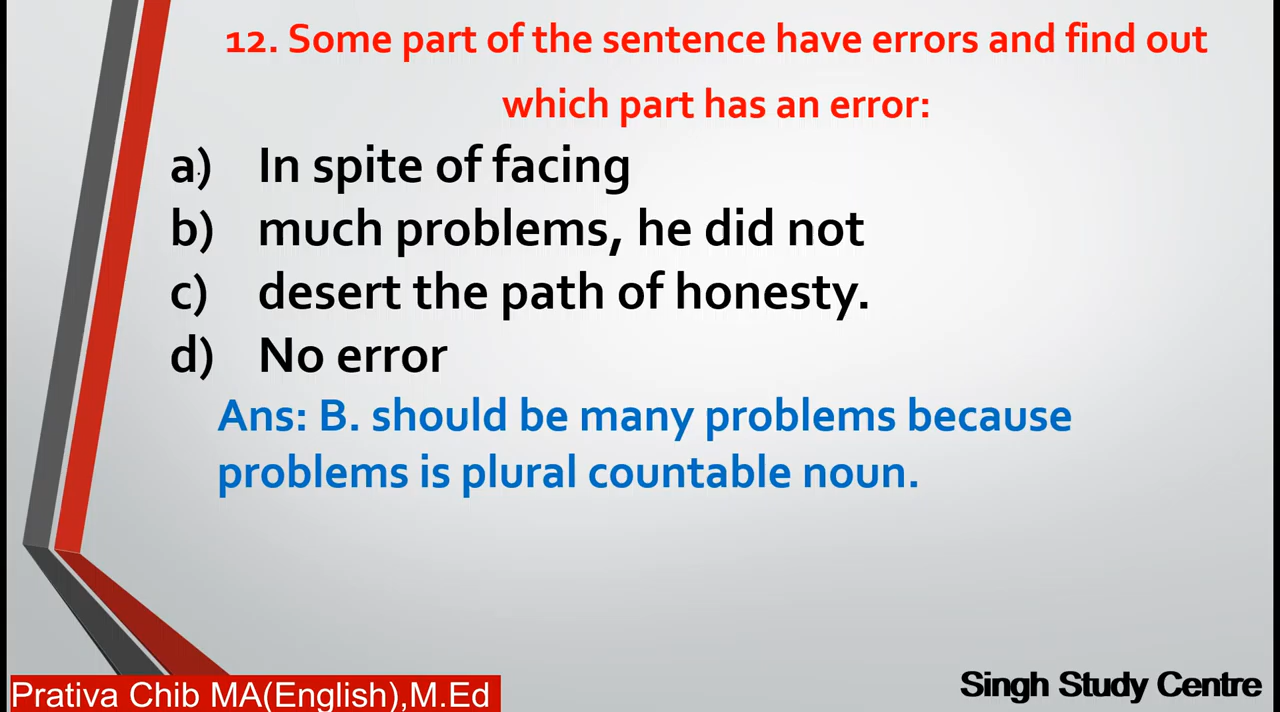 12. Some part of the sentence have errors and find out
which part has an error:
a) In spite of facing
b) much problems, he did not
c) desert the path of honesty.
d) No error
Ans: B. should be many problems because
problems is plural countable noun.
Prativa Chib MA(English),M.Ed
Singh Study Centre